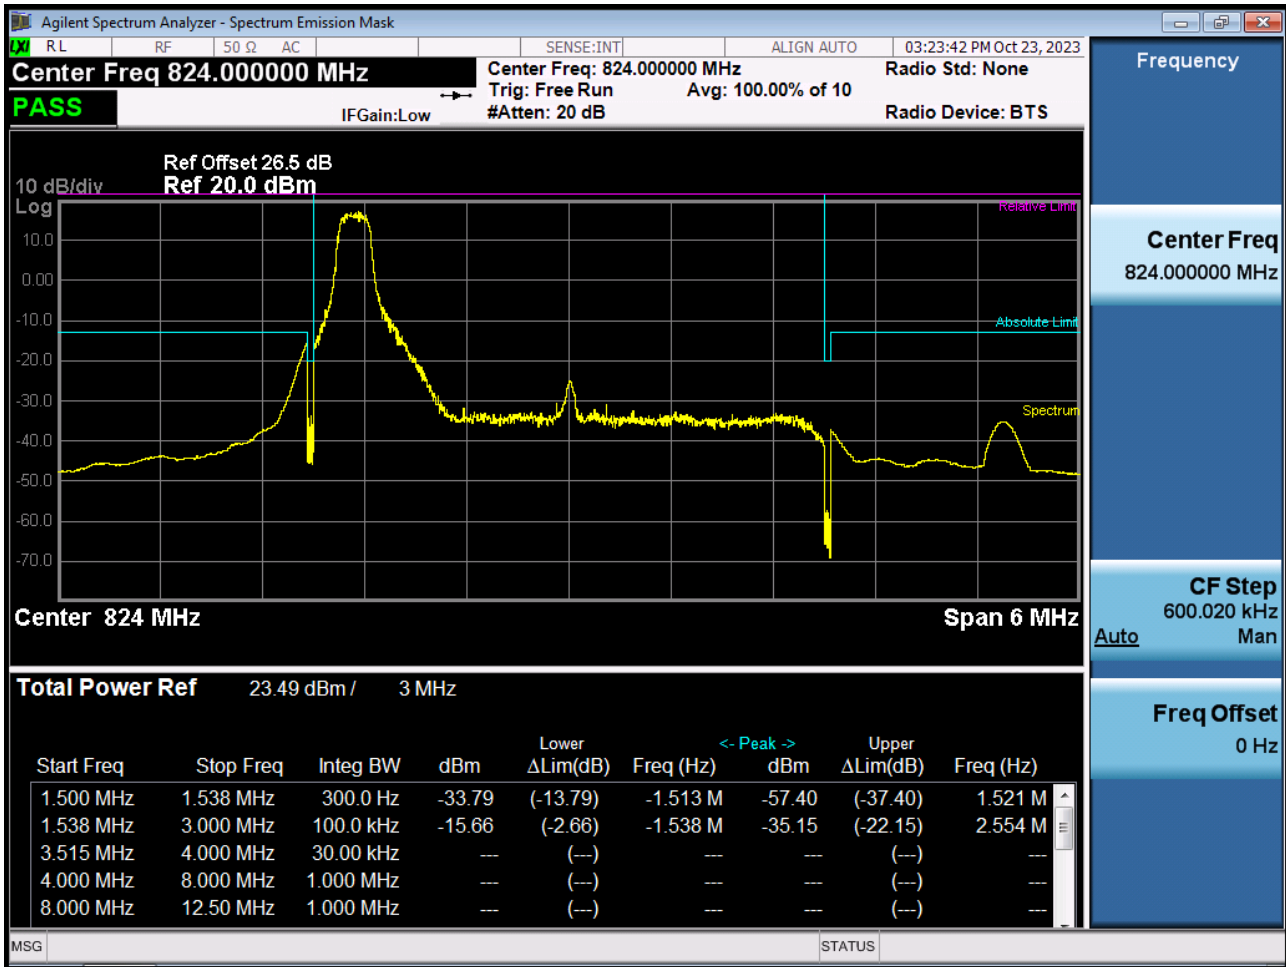 Agilent Spectrum Analyzer - Spectrum Emission Mask
LXI RL RF 50 Ω AC SENSE:INT ALIGN AUTO 03:23:42 PM Oct 23, 2023
Center Freq 824.000000 MHz Center Freq: 824.000000 MHz Radio Std: None
Trig: Free Run Avg: 100.00% of 10
PASS IFGain:Low #Atten: 20 dB Radio Device: BTS
Ref Offset 26.5 dB
10 dB/div Ref 20.0 dBm
Log
Relative Limit
10.0
0.00
-10.0
Absolute Limit
-20.0
-30.0
Spectrum
-40.0
-50.0
-60.0
-70.0
Center 824 MHz Span 6 MHz
Total Power Ref 23.49 dBm / 3 MHz
Lower <- Peak -> Upper
Start Freq Stop Freq Integ BW dBm ΔLim(dB) Freq (Hz) dBm ΔLim(dB) Freq (Hz)
1.500 MHz 1.538 MHz 300.0 Hz -33.79 (-13.79) -1.513 M -57.40 (-37.40) 1.521 M
1.538 MHz 3.000 MHz 100.0 kHz -15.66 (-2.66) -1.538 M -35.15 (-22.15) 2.554 M
3.515 MHz 4.000 MHz 30.00 kHz --- (---) --- --- (---) ---
4.000 MHz 8.000 MHz 1.000 MHz --- (---) --- --- (---) ---
8.000 MHz 12.50 MHz 1.000 MHz --- (---) --- --- (---) ---
MSG STATUS
Frequency
Center Freq
824.000000 MHz
CF Step
600.020 kHz
Auto Man
Freq Offset
0 Hz